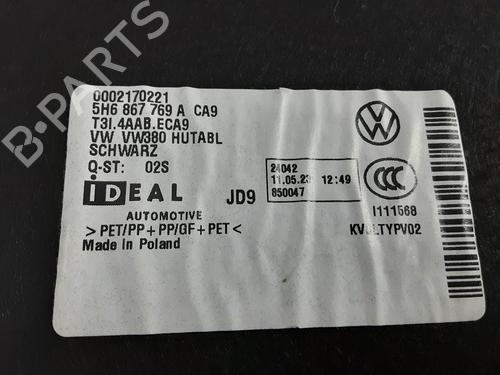 B-PARTS
0002170221
5H6 867 769 A CA9
T3I.4AAB.ECA9
VW VW380 HUTABL
SCHWARZ
Q-ST: 02S
IDEAL
AUTOMOTIVE
JD9
> PET/PP + PP/GF + PET <
Made in Poland
24042
11.05.23 12:49
850047
CCC
I111568